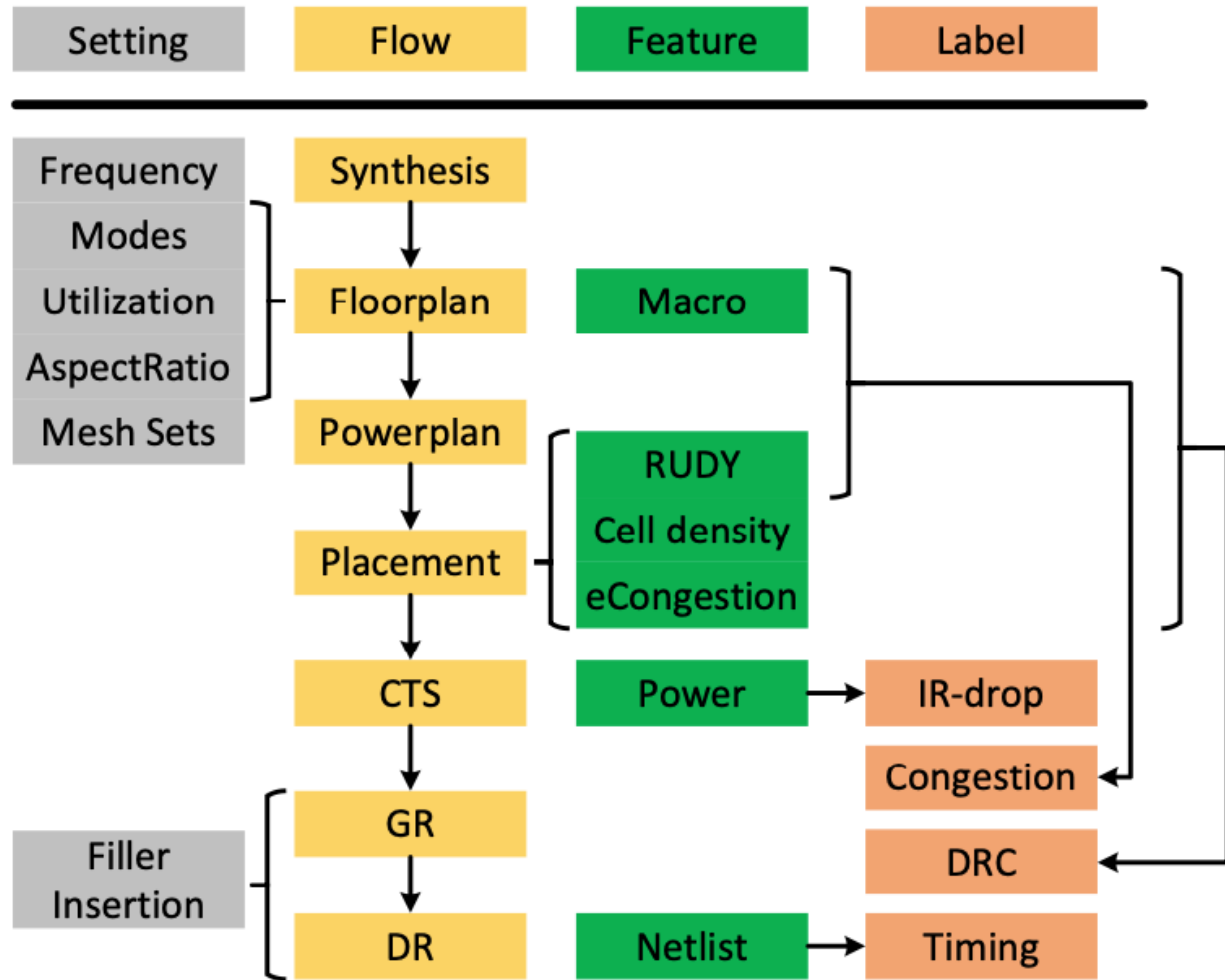 Setting
Flow
Feature
Label
Frequency
Synthesis
Modes
Utilization
Floorplan
Macro
AspectRatio
Mesh Sets
Powerplan
RUDY
Cell density
Placement
eCongestion
CTS
Power
IR-drop
Congestion
GR
Filler
Insertion
DRC
DR
Netlist
Timing